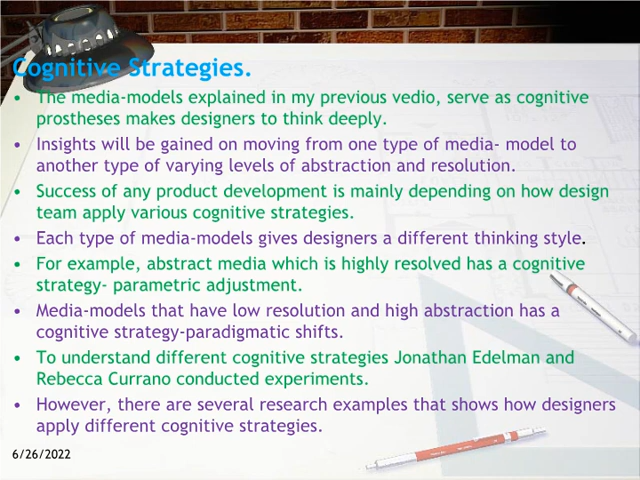 Cognitive Strategies.
• The media-models explained in my previous vedio, serve as cognitive
prostheses makes designers to think deeply.
• Insights will be gained on moving from one type of media- model to
another type of varying levels of abstraction and resolution.
• Success of any product development is mainly depending on how design
team apply various cognitive strategies.
• Each type of media-models gives designers a different thinking style.
• For example, abstract media which is highly resolved has a cognitive
strategy- parametric adjustment.
• Media-models that have low resolution and high abstraction has a
cognitive strategy-paradigmatic shifts.
• To understand different cognitive strategies Jonathan Edelman and
Rebecca Currano conducted experiments.
• However, there are several research examples that shows how designers
apply different cognitive strategies.
6/26/2022